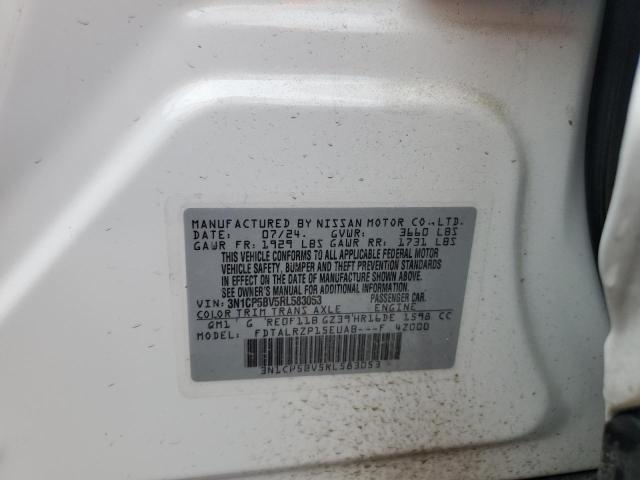 MANUFACTURED BY NISSAN MOTOR CO.,LTD.
DATE: 07/24. GVWR: 3660 LBS
GAWR FR: 1929 LBS GAWR RR: 1731 LBS
THIS VEHICLE CONFORMS TO ALL APPLICABLE FEDERAL MOTOR
VEHICLE SAFETY, BUMPER AND THEFT PREVENTION STANDARDS
IN EFFECT ON THE DATE OF MANUFACTURE SHOWN ABOVE.
SEE OWNER'S MANUAL FOR ADDITIONAL INFORMATION.
VIN: 3N1CP5BV5RL583053 PASSENGER CAR.
COLOR TRIM TRANS AXLE ENGINE
QM1 G RE0F11B GZ39 HR16DE 1598 CC
MODEL: FDTALRZP15EUAB---F 4Z000
3N1CP5BV5RL583053